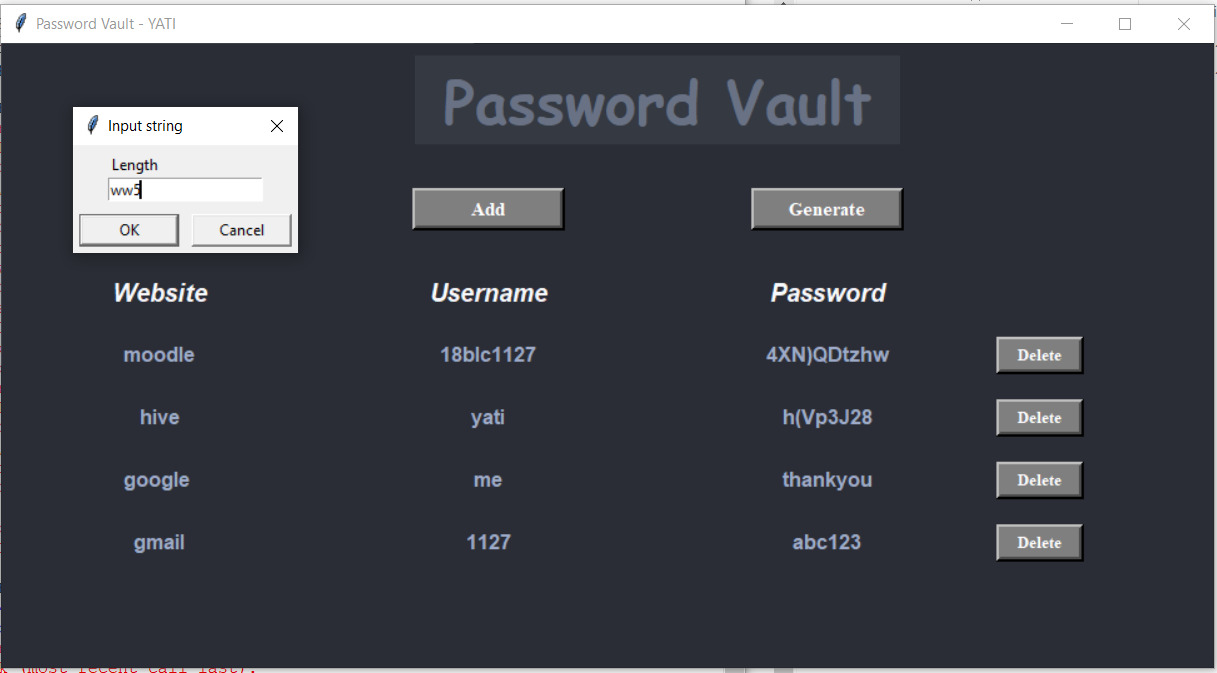 Password Vault - YATI
Password Vault
Input string
Length
ww5
OK Cancel
Add Generate
Website Username Password
moodle 18blc1127 4XN)QDtzhw Delete
hive yati h(Vp3J28 Delete
google me thankyou Delete
gmail 1127 abc123 Delete
(most recent call last):